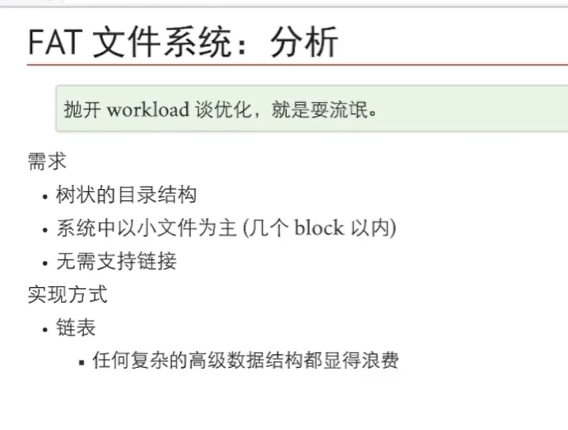 FAT 文件系统：分析
抛开 workload 谈优化，就是耍流氓。
需求
• 树状的目录结构
• 系统中以小文件为主 (几个 block 以内)
• 无需支持链接
实现方式
• 链表
▪ 任何复杂的高级数据结构都显得浪费